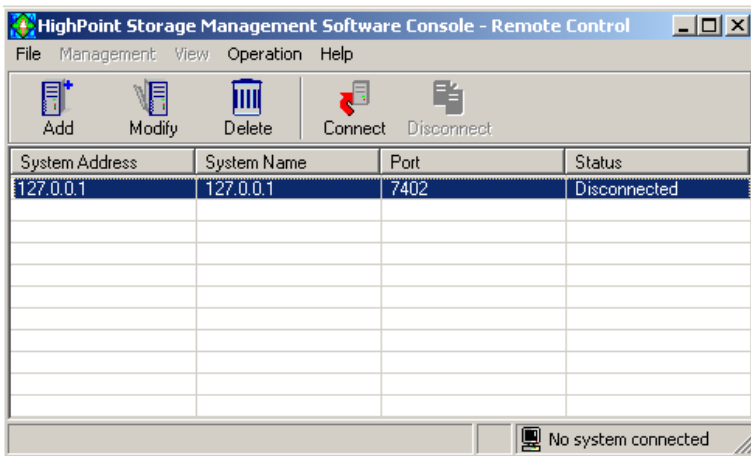 HighPoint Storage Management Software Console - Remote Control
File Management View Operation Help
Add Modify Delete Connect Disconnect
System Address System Name Port Status
127.0.0.1 127.0.0.1 7402 Disconnected
No system connected